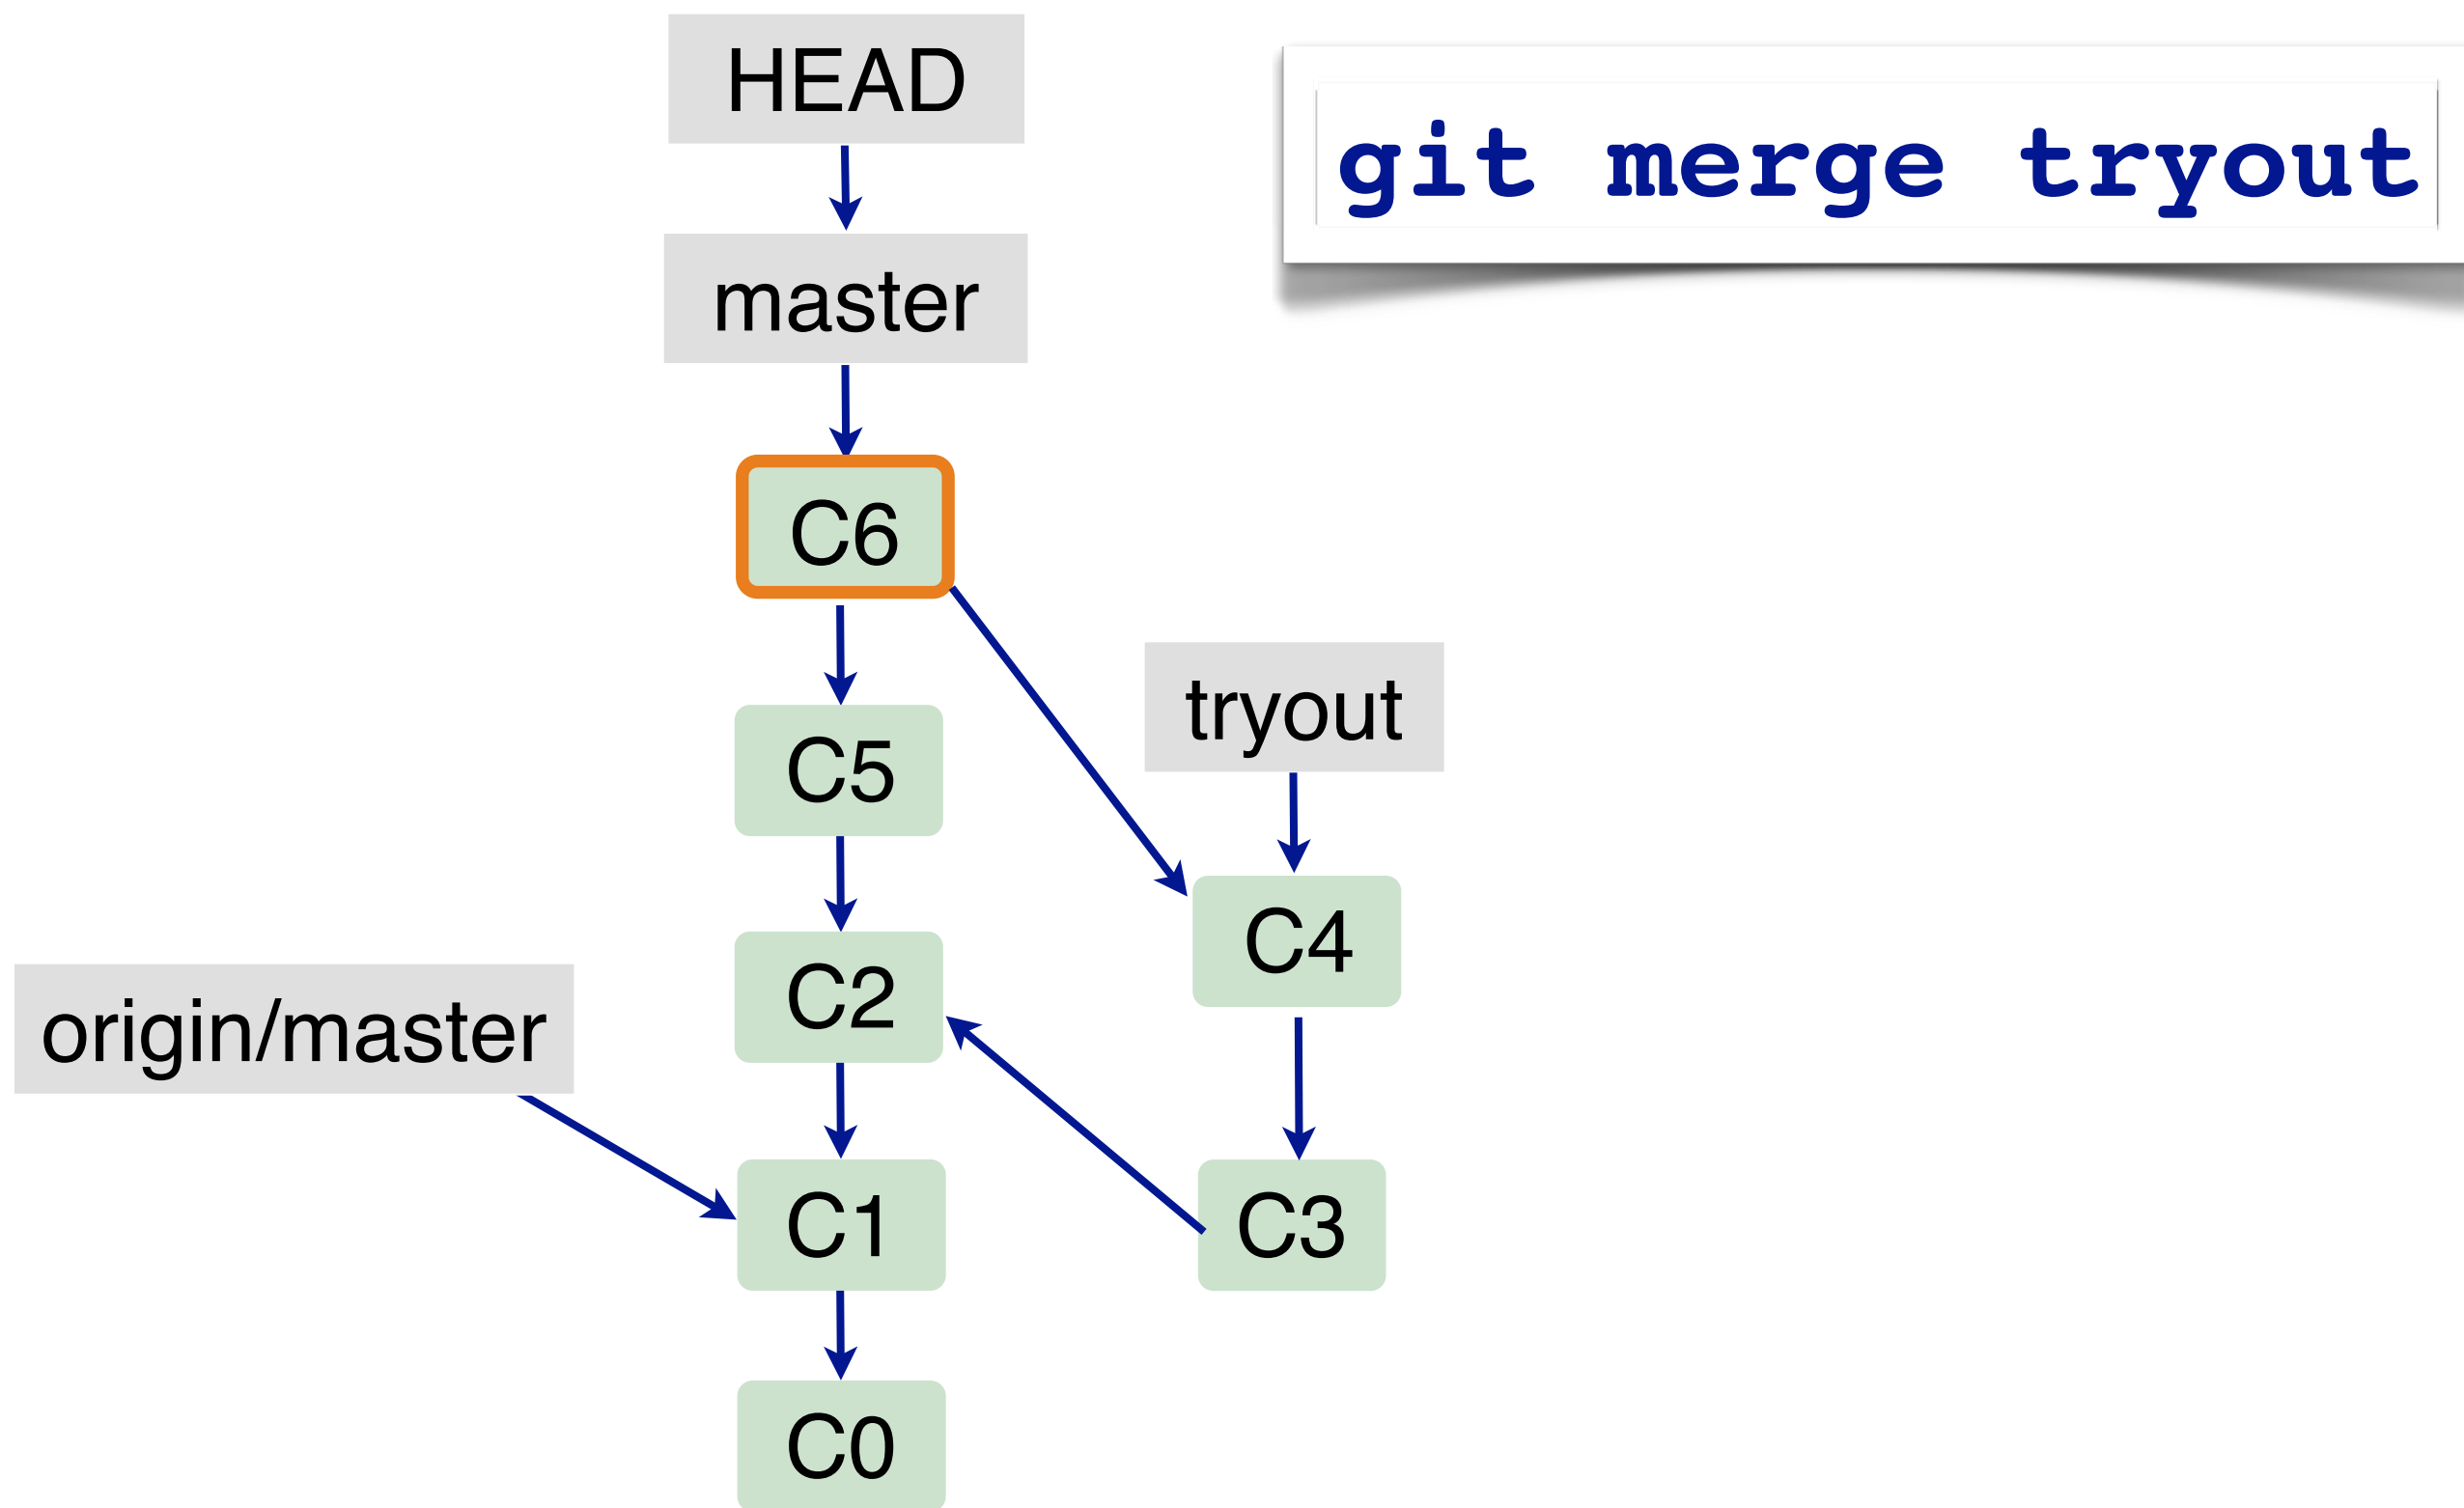 HEAD
git merge tryout
master
C6
tryout
C5
C4
C2
origin/master
C1
C3
C0